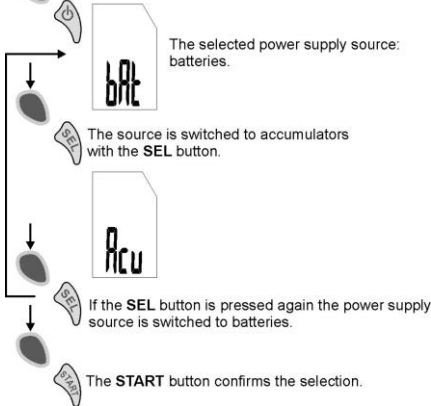 The selected power supply source:
batteries.
bAt
SEL
The source is switched to accumulators
with the SEL button.
Acu
SEL
If the SEL button is pressed again the power supply
source is switched to batteries.
START
The START button confirms the selection.